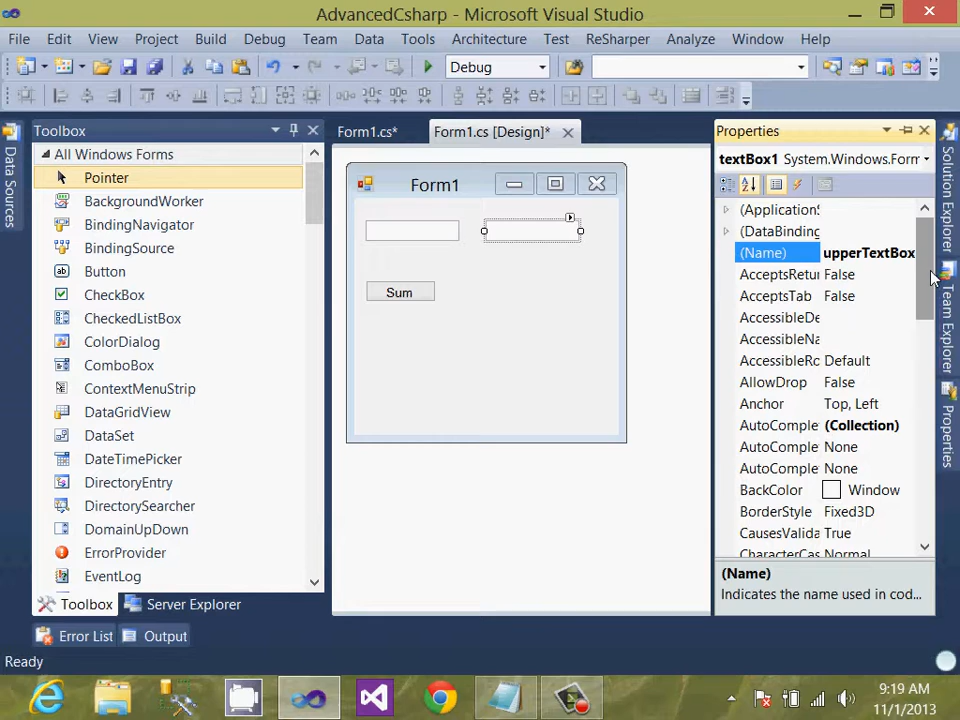 AdvancedCsharp - Microsoft Visual Studio
File Edit View Project Build Debug Team Data Tools Architecture Test ReSharper Analyze Window Help
Debug
Data Sources
Toolbox
All Windows Forms
Pointer
BackgroundWorker
BindingNavigator
BindingSource
Button
CheckBox
CheckedListBox
ColorDialog
ComboBox
ContextMenuStrip
DataGridView
DataSet
DateTimePicker
DirectoryEntry
DirectorySearcher
DomainUpDown
ErrorProvider
EventLog
Toolbox Server Explorer
Form1.cs* Form1.cs [Design]*
Form1
Sum
Properties
textBox1 System.Windows.Form
(Application
(DataBinding
(Name) upperTextBox
AcceptsRetur False
AcceptsTab False
AccessibleDe
AccessibleNa
AccessibleRo Default
AllowDrop False
Anchor Top, Left
AutoComple (Collection)
AutoComple None
AutoComple None
BackColor Window
BorderStyle Fixed3D
CausesValida True
CharacterCas Normal
(Name)
Indicates the name used in cod...
Solution Explorer
Team Explorer
Properties
Error List Output
Ready
9:19 AM
11/1/2013